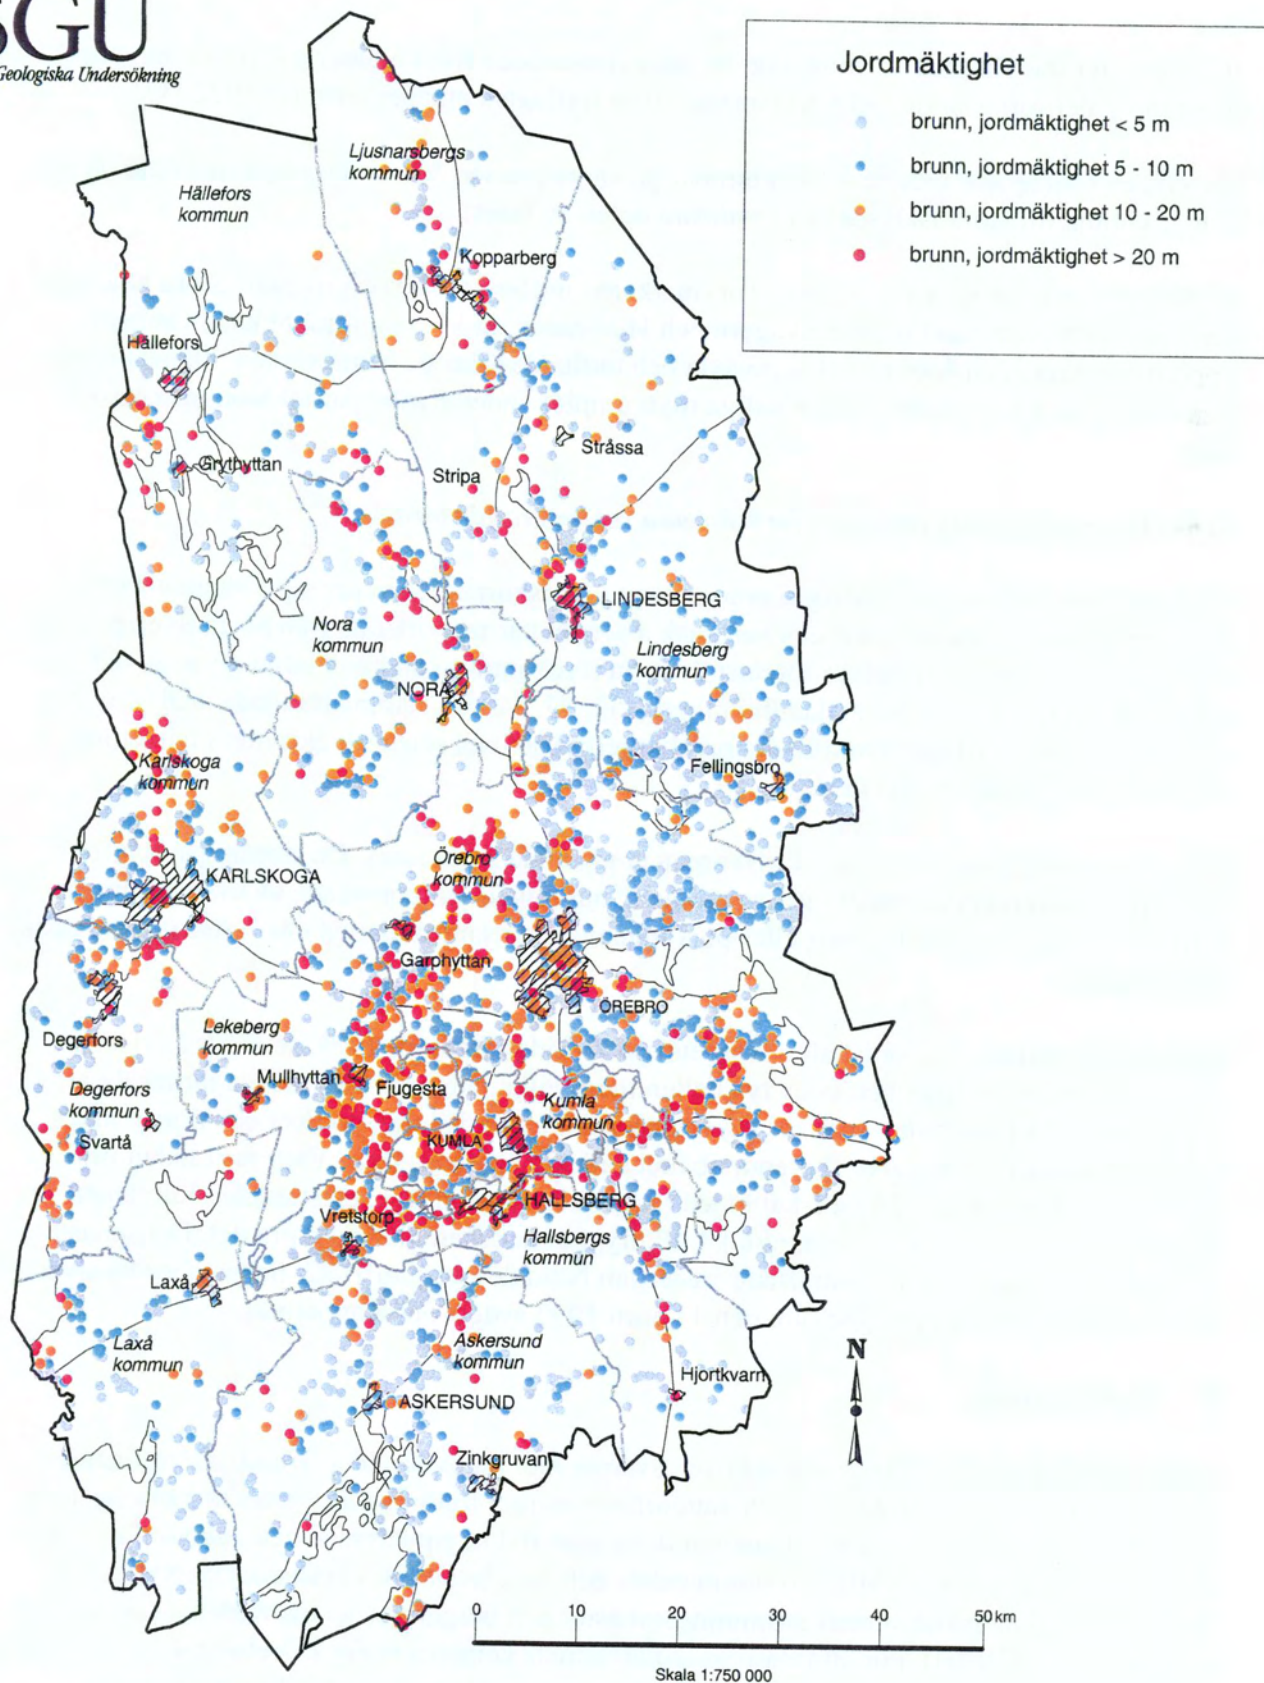 SGU
Geologiska Undersökning
Jordmäktighet
brunn, jordmäktighet < 5 m
brunn, jordmäktighet 5 - 10 m
brunn, jordmäktighet 10 - 20 m
brunn, jordmäktighet > 20 m
Ljusnarsbergs
kommun
Hällefors
kommun
Kopparberg
Hällefors
Stråssa
Grythyttan
Stripa
LINDESBERG
Nora
kommun
Lindesberg
kommun
NORA
Karlskoga
kommun
Fellingsbro
Örebro
kommun
KARLSKOGA
Garphyttan
ÖREBRO
Degerfors
Lekeberg
kommun
Mullhyttan
Fjugesta
Degerfors
kommun
Kumla
kommun
Svartå
KUMLA
HALLSBERG
Vretstorp
Hallsbergs
kommun
Laxå
Laxå
kommun
Askersund
kommun
Hjortkvarn
N
ASKERSUND
Zinkgruvan
0 10 20 30 40 50 km
Skala 1:750 000